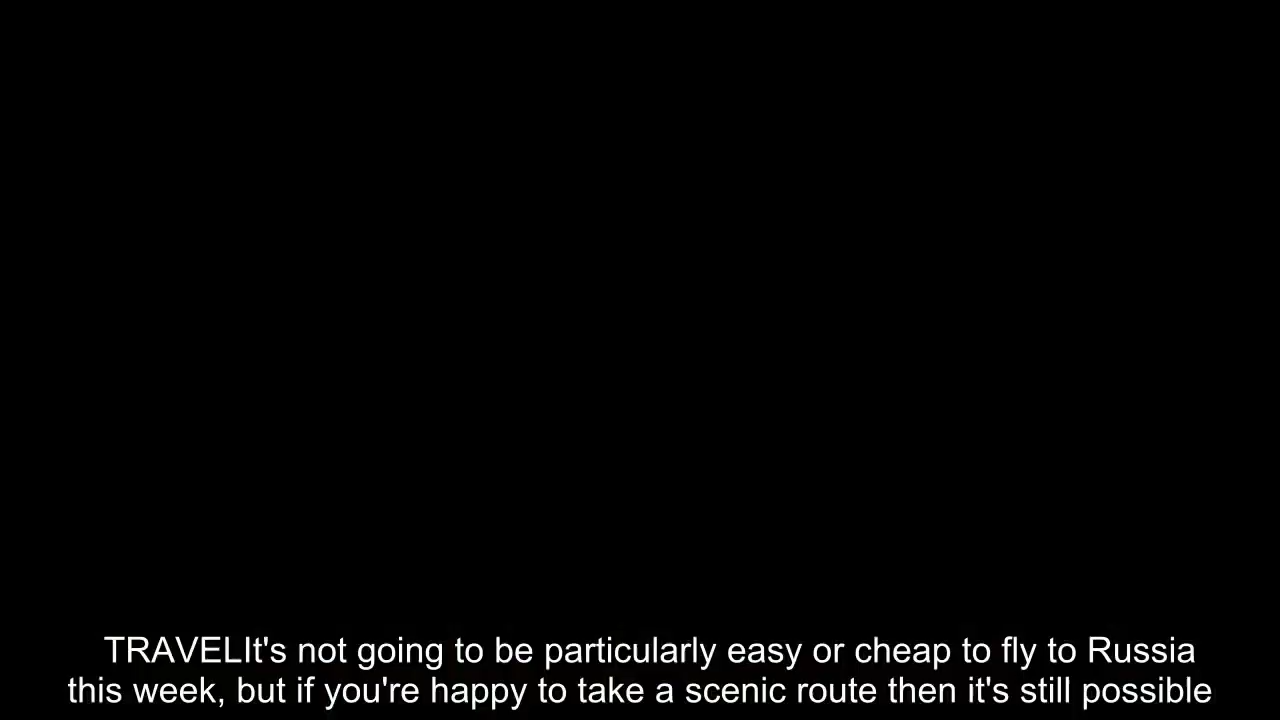 TRAVELIt's not going to be particularly easy or cheap to fly to Russia
this week, but if you're happy to take a scenic route then it's still possible